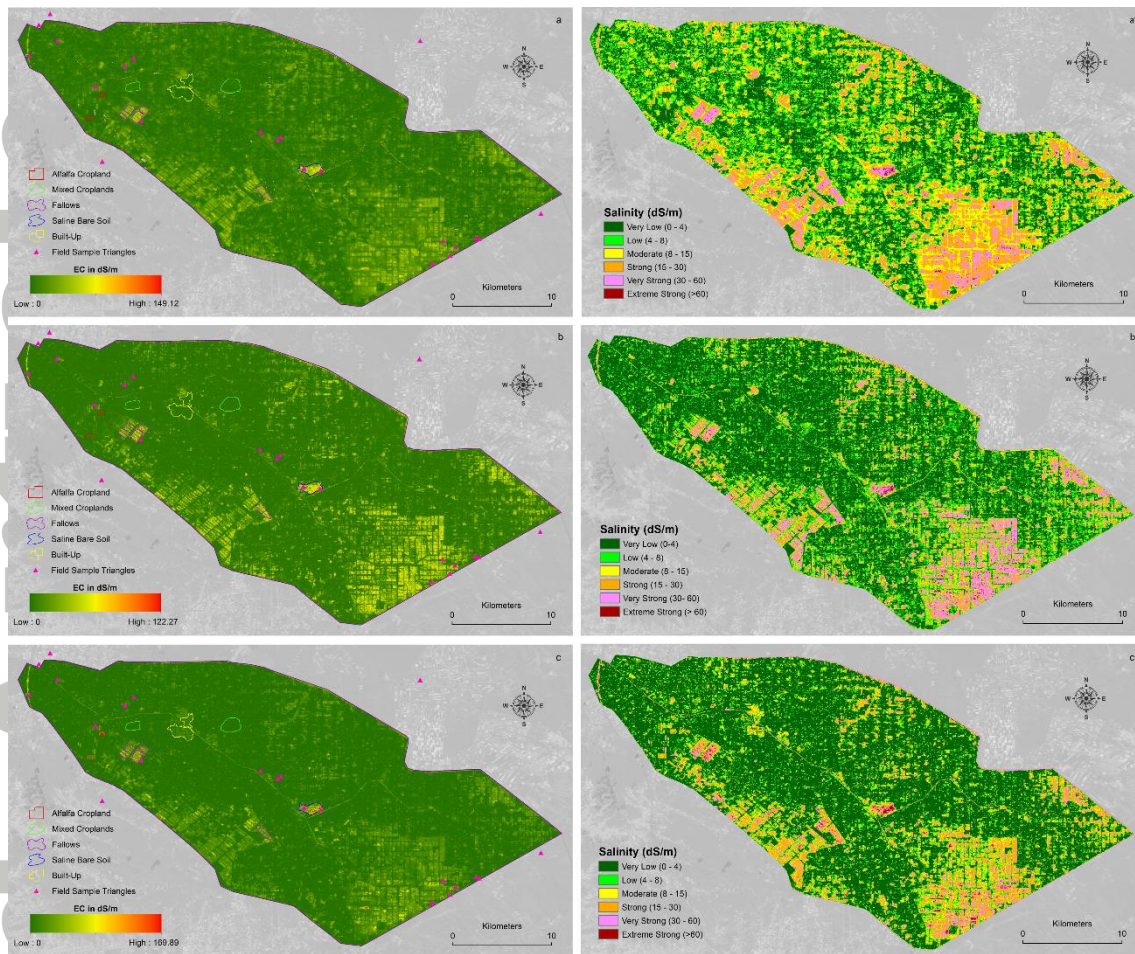 a
N
W E
S
Alfalfa Cropland
Mixed Croplands
Fallows
Saline Bare Soil
Built-Up
Field Sample Triangles
EC in dS/m
Low : 0 High : 149.12
Kilometers
0 10
a'
N
W E
S
Salinity (dS/m)
Very Low (0 - 4)
Low (4 - 8)
Moderate (8 - 15)
Strong (15 - 30)
Very Strong (30 - 60)
Extreme Strong (>60)
Kilometers
0 10
b
N
W E
S
Alfalfa Cropland
Mixed Croplands
Fallows
Saline Bare Soil
Built-Up
Field Sample Triangles
EC in dS/m
Low : 0 High : 122.27
Kilometers
0 10
b'
N
W E
S
Salinity (dS/m)
Very Low (0-4)
Low (4 - 8)
Moderate (8 - 15)
Strong (15 - 30)
Very Strong (30- 60)
Extreme Strong (> 60)
Kilometers
0 10
c
N
W E
S
Alfalfa Cropland
Mixed Croplands
Fallows
Saline Bare Soil
Built-Up
Field Sample Triangles
EC in dS/m
Low : 0 High : 169.89
Kilometers
0 10
c'
N
W E
S
Salinity (dS/m)
Very Low (0 - 4)
Low (4 - 8)
Moderate (8 - 15)
Strong (15 - 30)
Very Strong (30 - 60)
Extreme Strong (>60)
Kilometers
0 10